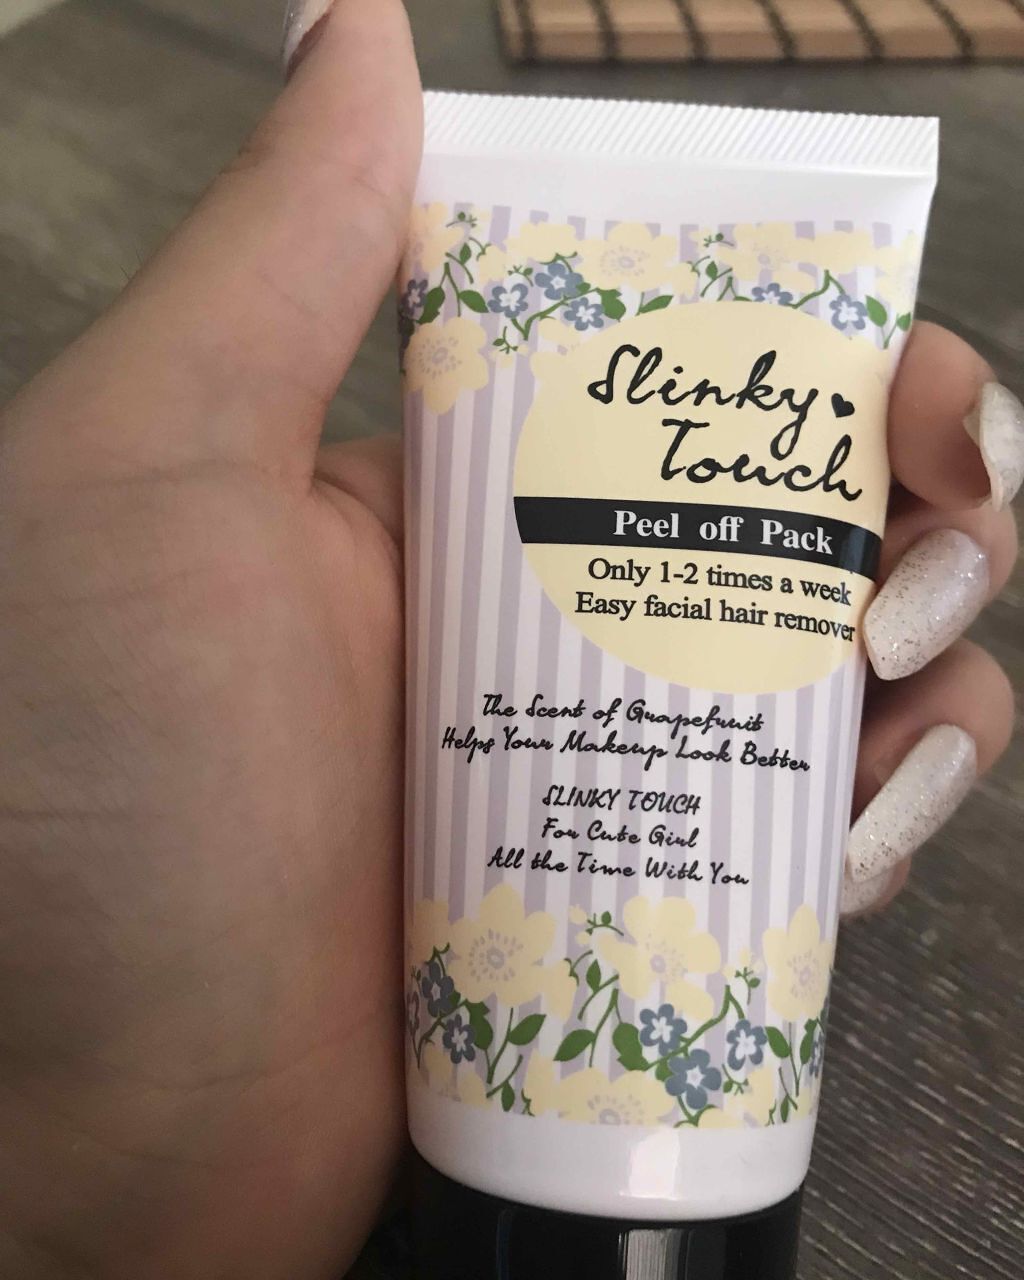 Slinky
Touch
Peel off Pack
Only 1-2 times a week
Easy facial hair remover
The Scent of Grapefruit
Helps Your Makeup Look Better
SLINKY TOUCH
For Cute Girl
All the Time With You